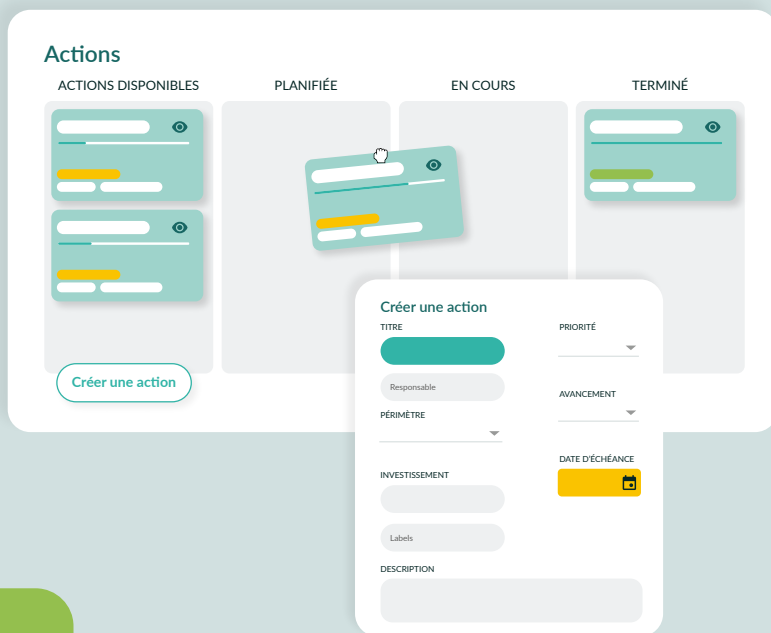 Actions
ACTIONS DISPONIBLES
PLANIFIÉE
EN COURS
TERMINÉ
Créer une action
Créer une action
TITRE
PRIORITÉ
Responsable
AVANCEMENT
PÉRIMÈTRE
DATE D'ÉCHÉANCE
INVESTISSEMENT
Labels
DESCRIPTION